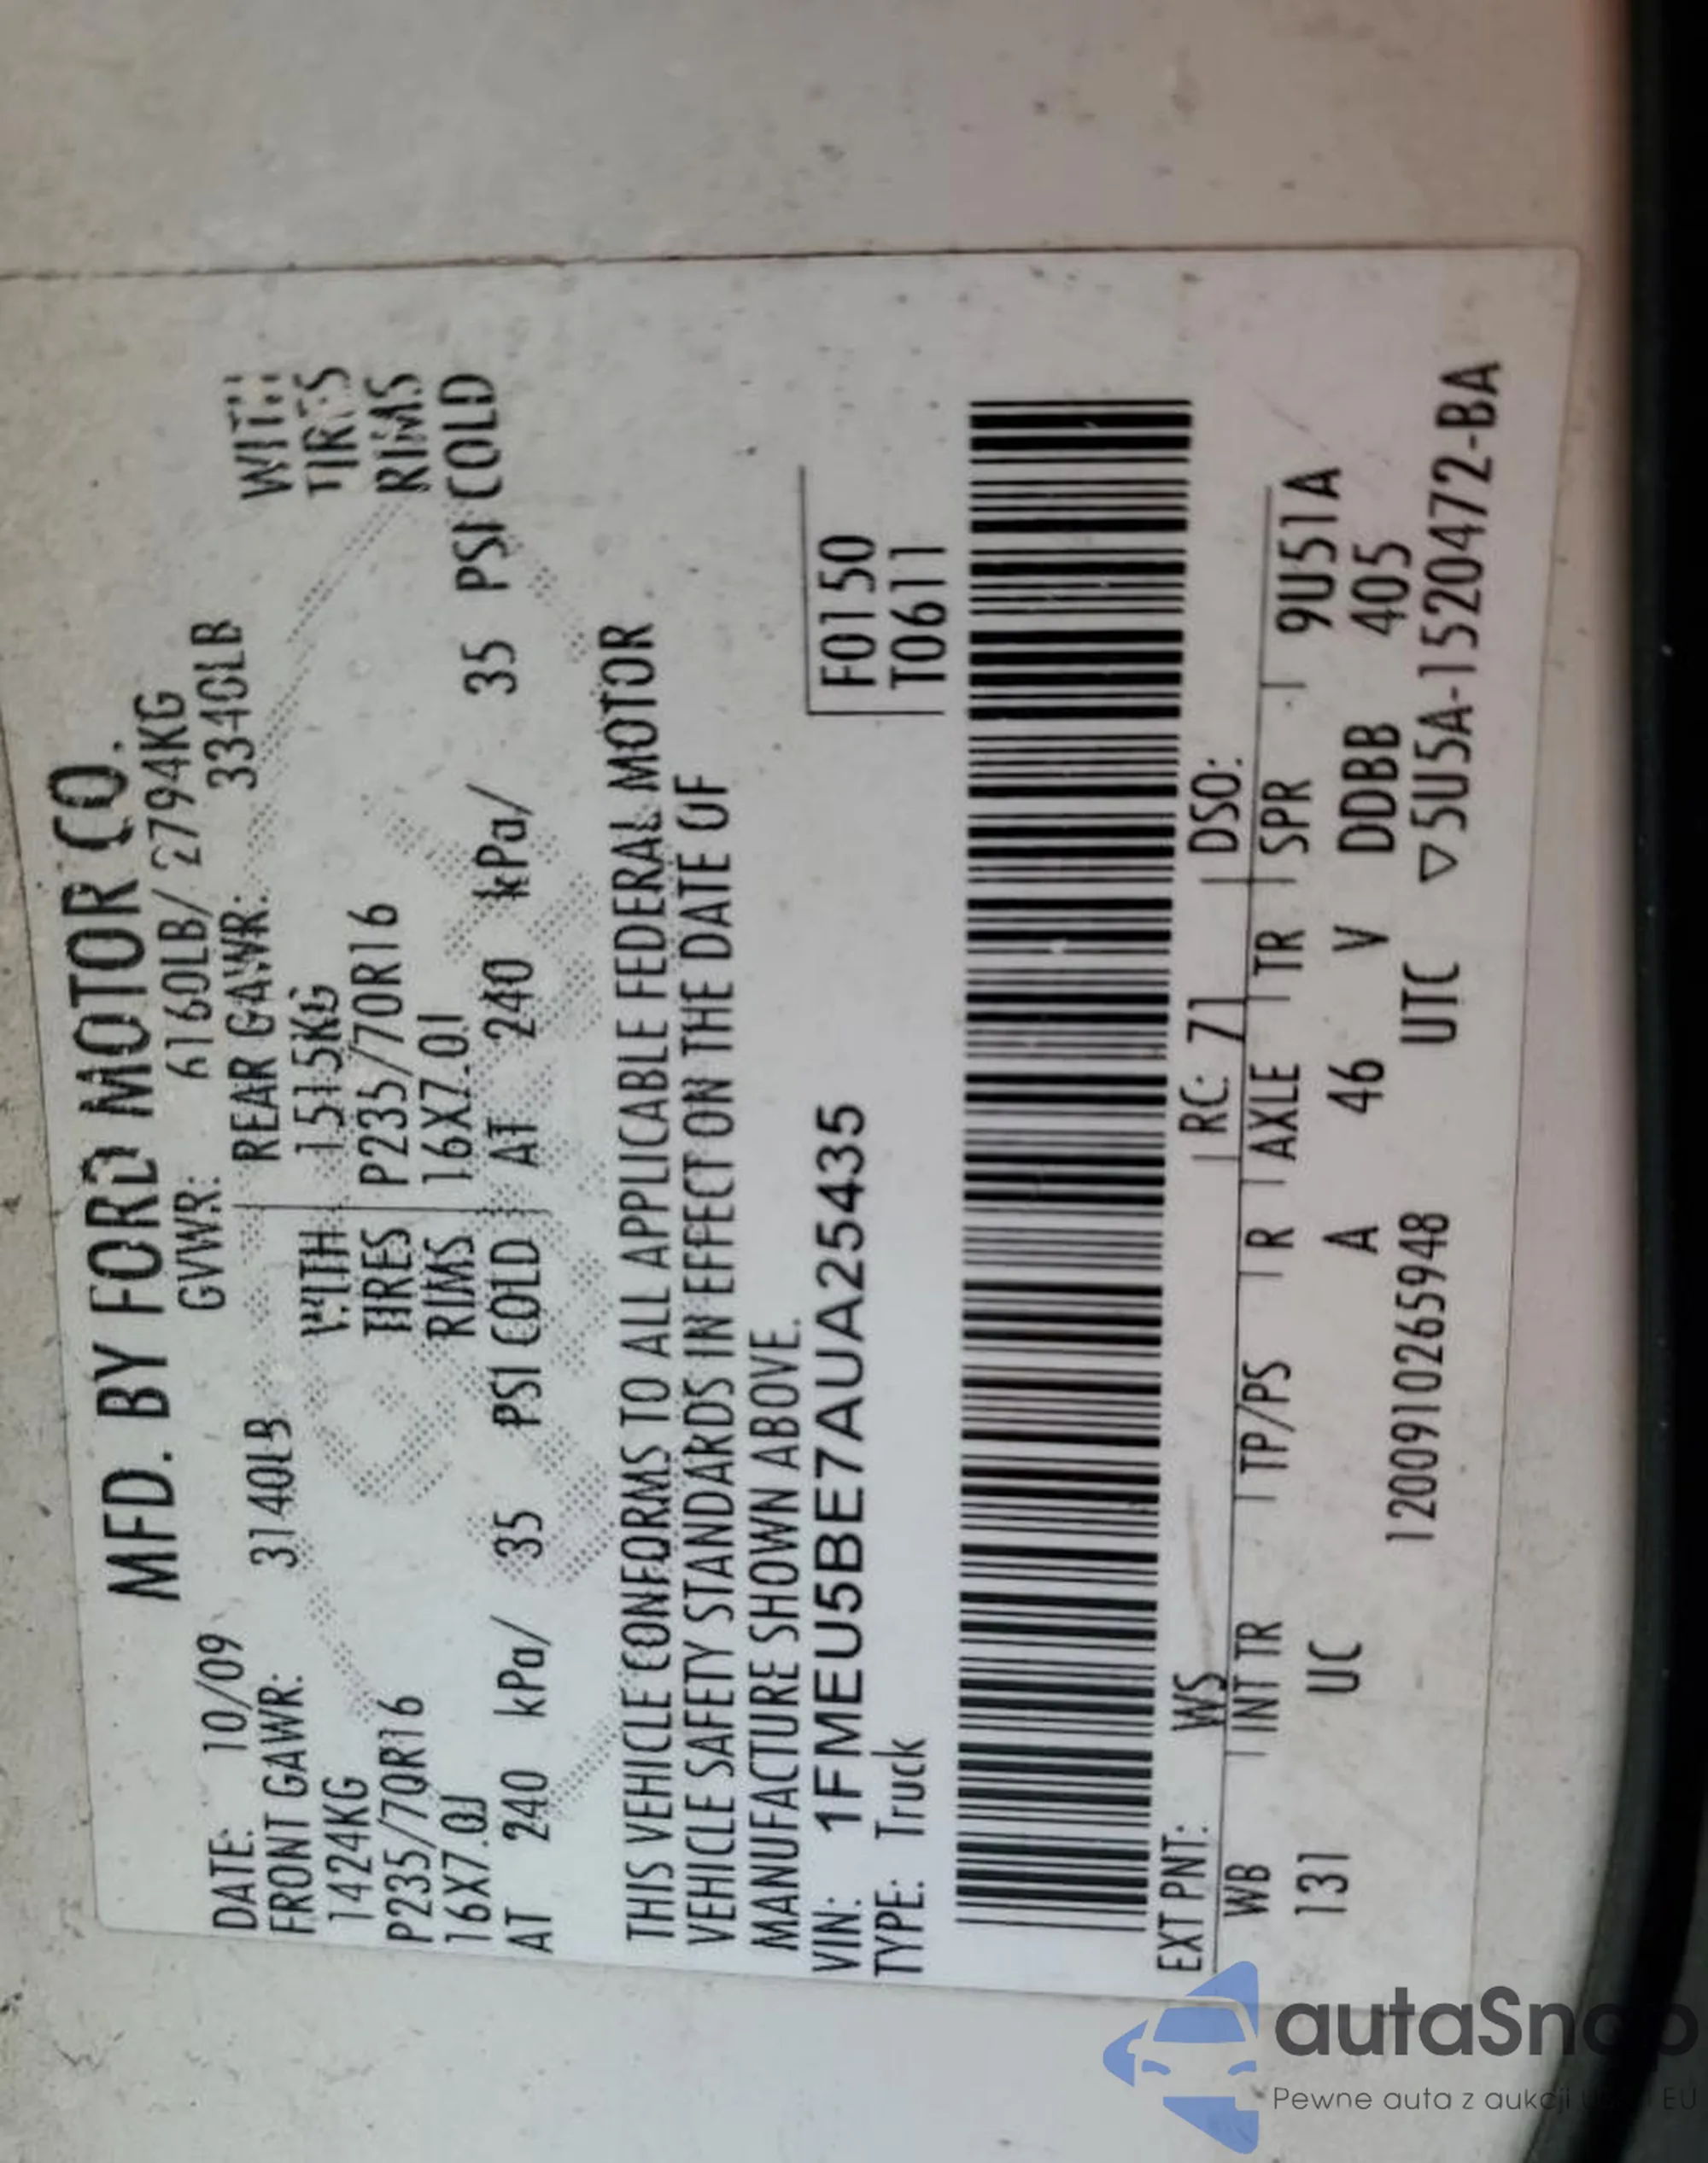 MFD. BY FORD MOTOR CO.
DATE: 10/09 GVWR: 6160LB/ 2794KG
FRONT GAWR: 3140LB REAR GAWR: 3340LB
1424KG WITH 1515KG WITH
P235/70R16 TIRES P235/70R16 TIRES
16X7.0J RIMS 16X7.0J RIMS
AT 240 kPa/ 35 PSI COLD AT 240 kPa/ 35 PSI COLD
THIS VEHICLE CONFORMS TO ALL APPLICABLE FEDERAL MOTOR
VEHICLE SAFETY STANDARDS IN EFFECT ON THE DATE OF
MANUFACTURE SHOWN ABOVE.
VIN: 1FMEU5BE7AUA25435 F0150
TYPE: Truck T0611
EXT PNT: WS RC: 71 DSO:
WB INT TR TP/PS R AXLE TR SPR 9U51A
131 UC A 46 V DDBB 405
1200910265948 UTC ▽5U5A-1520472-BA
autaSnap
Pewne auta z aukcji EU